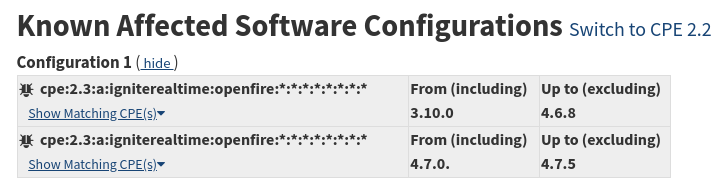 Known Affected Software Configurations Switch to CPE 2.2
Configuration 1 ( hide )
cpe:2.3:a:igniterealtime:openfire:*:*:*:*:*:*:*:* From (including) Up to (excluding)
Show Matching CPE(s) 3.10.0 4.6.8
cpe:2.3:a:igniterealtime:openfire:*:*:*:*:*:*:*:* From (including) Up to (excluding)
Show Matching CPE(s) 4.7.0. 4.7.5